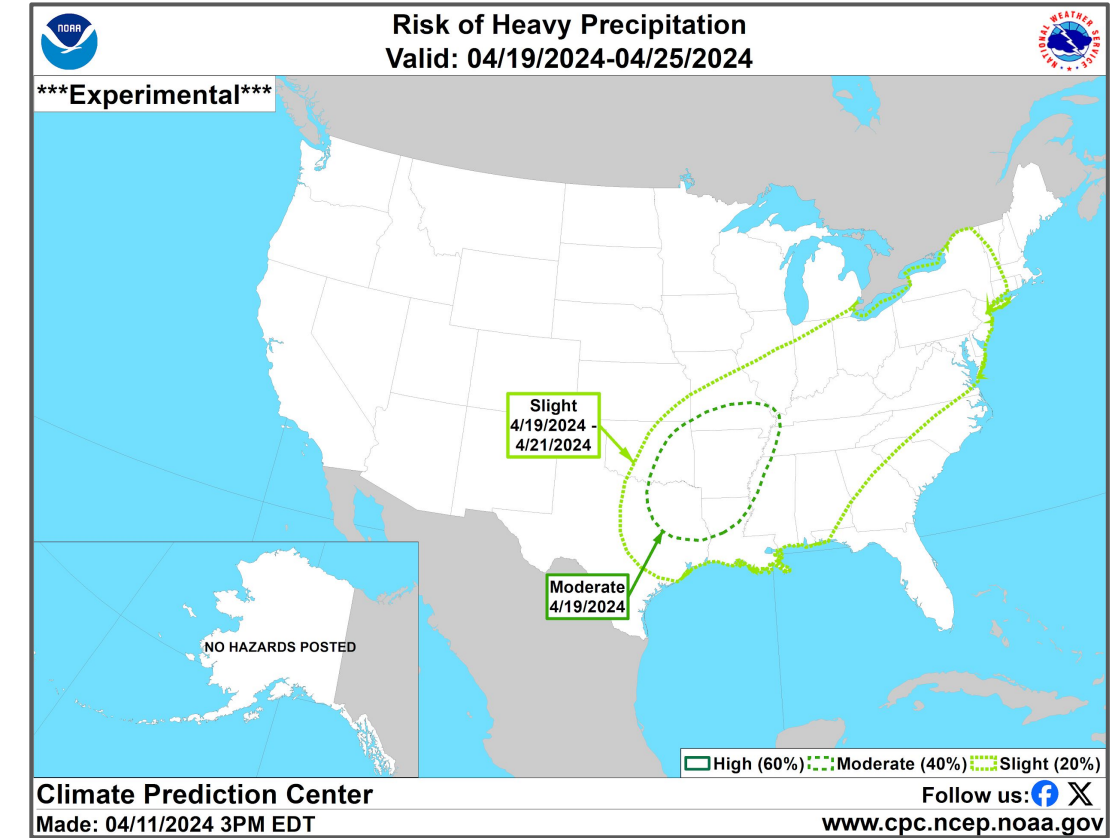 NOAA
Risk of Heavy Precipitation
Valid: 04/19/2024-04/25/2024
NATIONAL WEATHER SERVICE
***Experimental***
Slight
4/19/2024 -
4/21/2024
Moderate
4/19/2024
NO HAZARDS POSTED
High (60%) Moderate (40%) Slight (20%)
Climate Prediction Center
Follow us:
Made: 04/11/2024 3PM EDT
www.cpc.ncep.noaa.gov